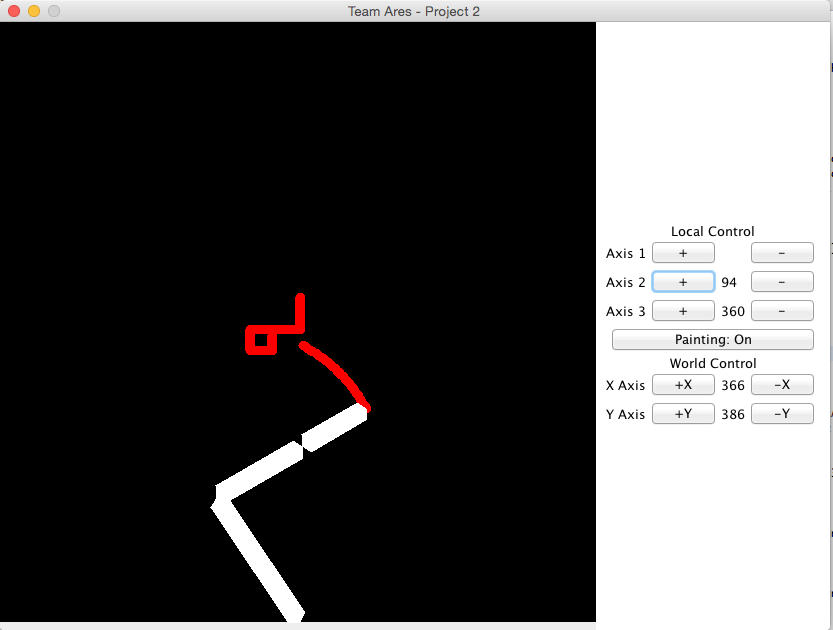 Team Ares - Project 2
Local Control
Axis 1 + -
Axis 2 + 94 -
Axis 3 + 360 -
Painting: On
World Control
X Axis +X 366 -X
Y Axis +Y 386 -Y